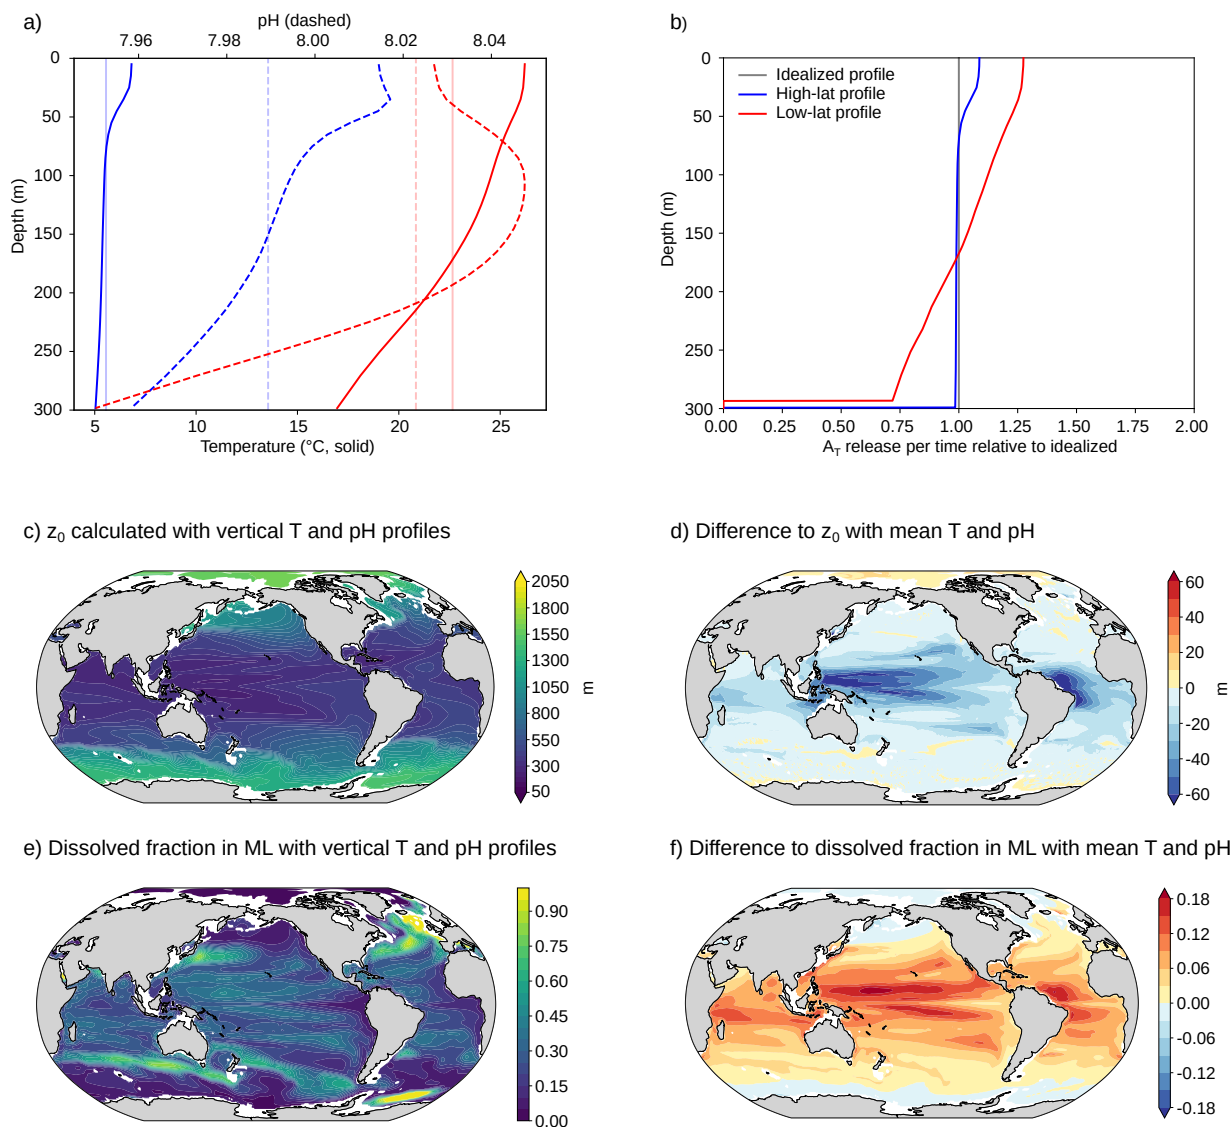 a)
pH (dashed)
7.96 7.98 8.00 8.02 8.04
0
50
100
150
200
250
300
Depth (m)
5 10 15 20 25
Temperature (°C, solid)
b)
0
50
100
150
200
250
300
Depth (m)
Idealized profile
High-lat profile
Low-lat profile
0.00 0.25 0.50 0.75 1.00 1.25 1.50 1.75 2.00
A_T release per time relative to idealized
c) z₀ calculated with vertical T and pH profiles
2050
1800
1550
1300
1050
800
550
300
50
m
d) Difference to z₀ with mean T and pH
60
40
20
0
-20
-40
-60
m
e) Dissolved fraction in ML with vertical T and pH profiles
0.90
0.75
0.60
0.45
0.30
0.15
0.00
f) Difference to dissolved fraction in ML with mean T and pH
0.18
0.12
0.06
0.00
-0.06
-0.12
-0.18